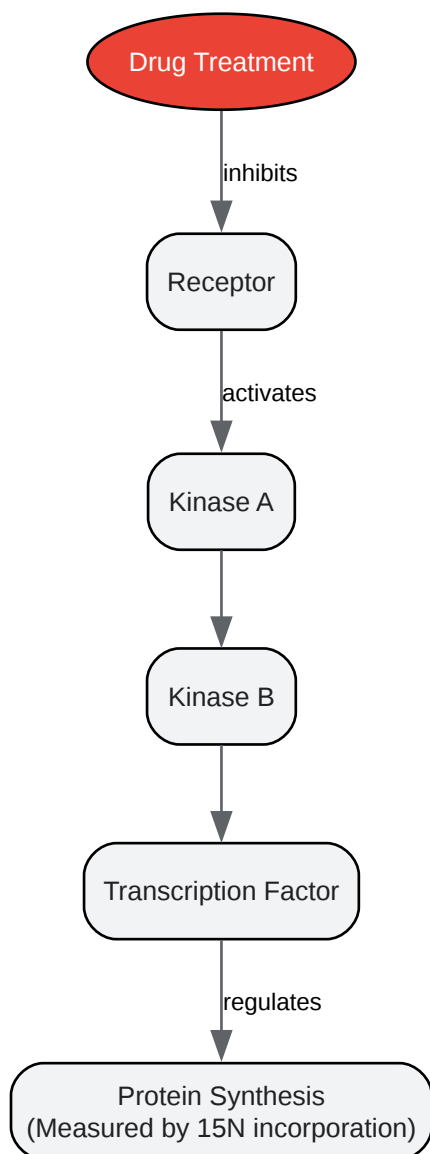 Drug Treatment
inhibits
Receptor
activates
Kinase A
Kinase B
Transcription Factor
regulates
Protein Synthesis
(Measured by 15N incorporation)